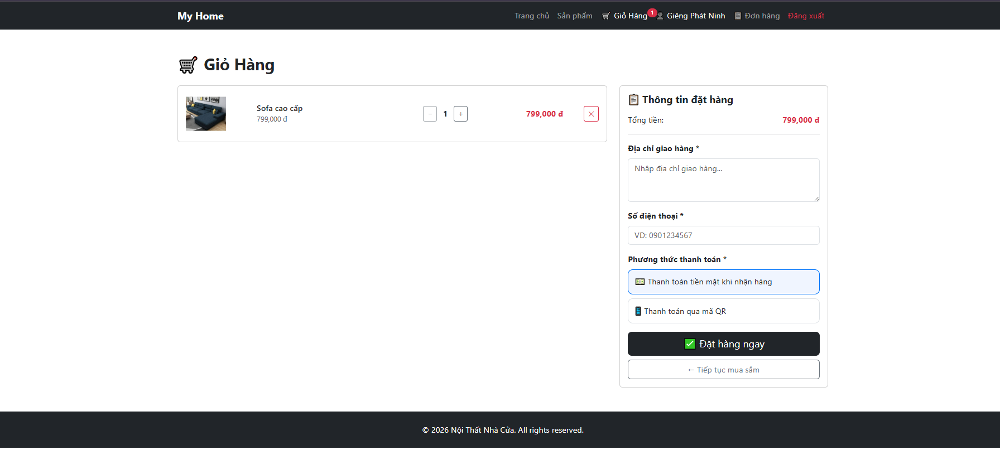 My Home
Trang chủ Sản phẩm 🛒 Giỏ Hàng 1 👤 Giêng Phát Ninh 📋 Đơn hàng Đăng xuất
🛒 Giỏ Hàng
Sofa cao cấp
799,000 đ
− 1 +
799,000 đ
×
📋 Thông tin đặt hàng
Tổng tiền: 799,000 đ
Địa chỉ giao hàng *
Nhập địa chỉ giao hàng...
Số điện thoại *
VD: 0901234567
Phương thức thanh toán *
💵 Thanh toán tiền mặt khi nhận hàng
📱 Thanh toán qua mã QR
✅ Đặt hàng ngay
← Tiếp tục mua sắm
© 2026 Nội Thất Nhà Cửa. All rights reserved.